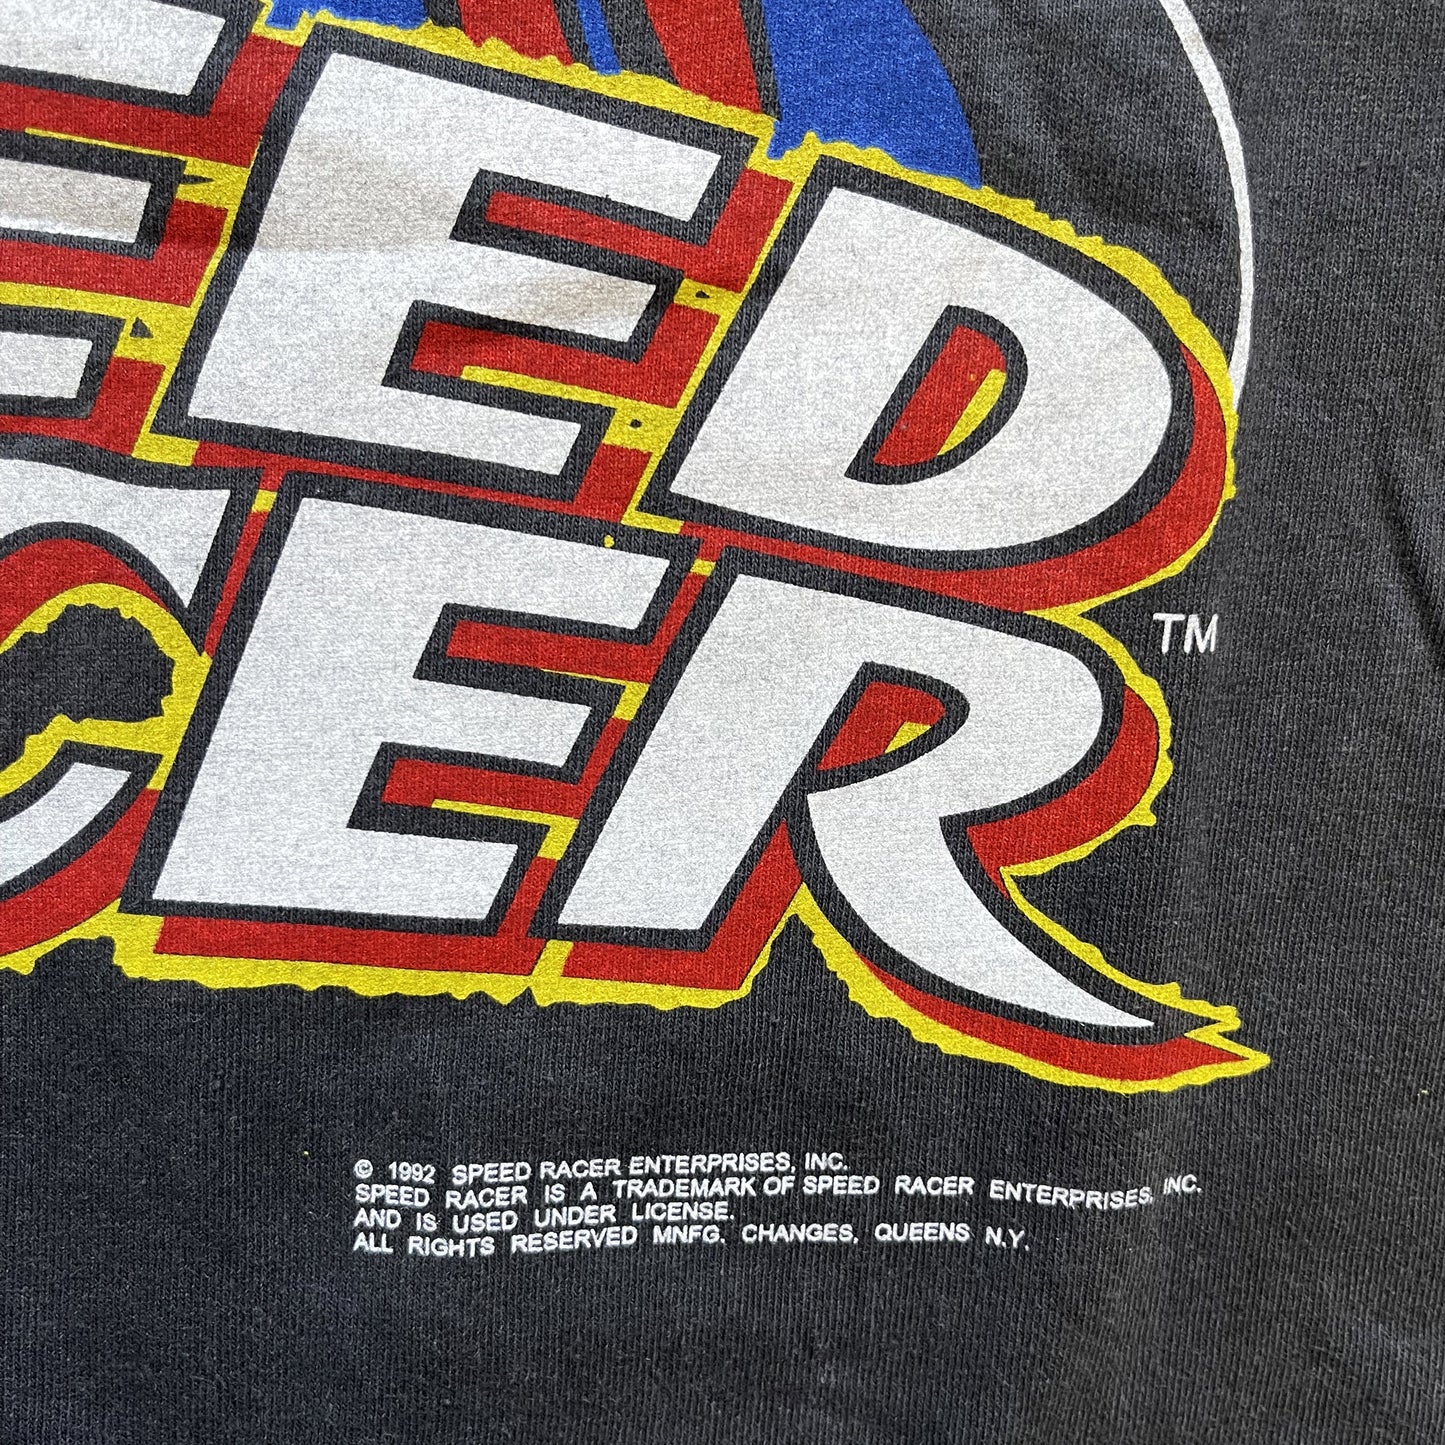 EED
CER
TM
© 1992 SPEED RACER ENTERPRISES, INC.
SPEED RACER IS A TRADEMARK OF SPEED RACER ENTERPRISES, INC.
AND IS USED UNDER LICENSE.
ALL RIGHTS RESERVED MNFG. CHANGES, QUEENS N.Y.